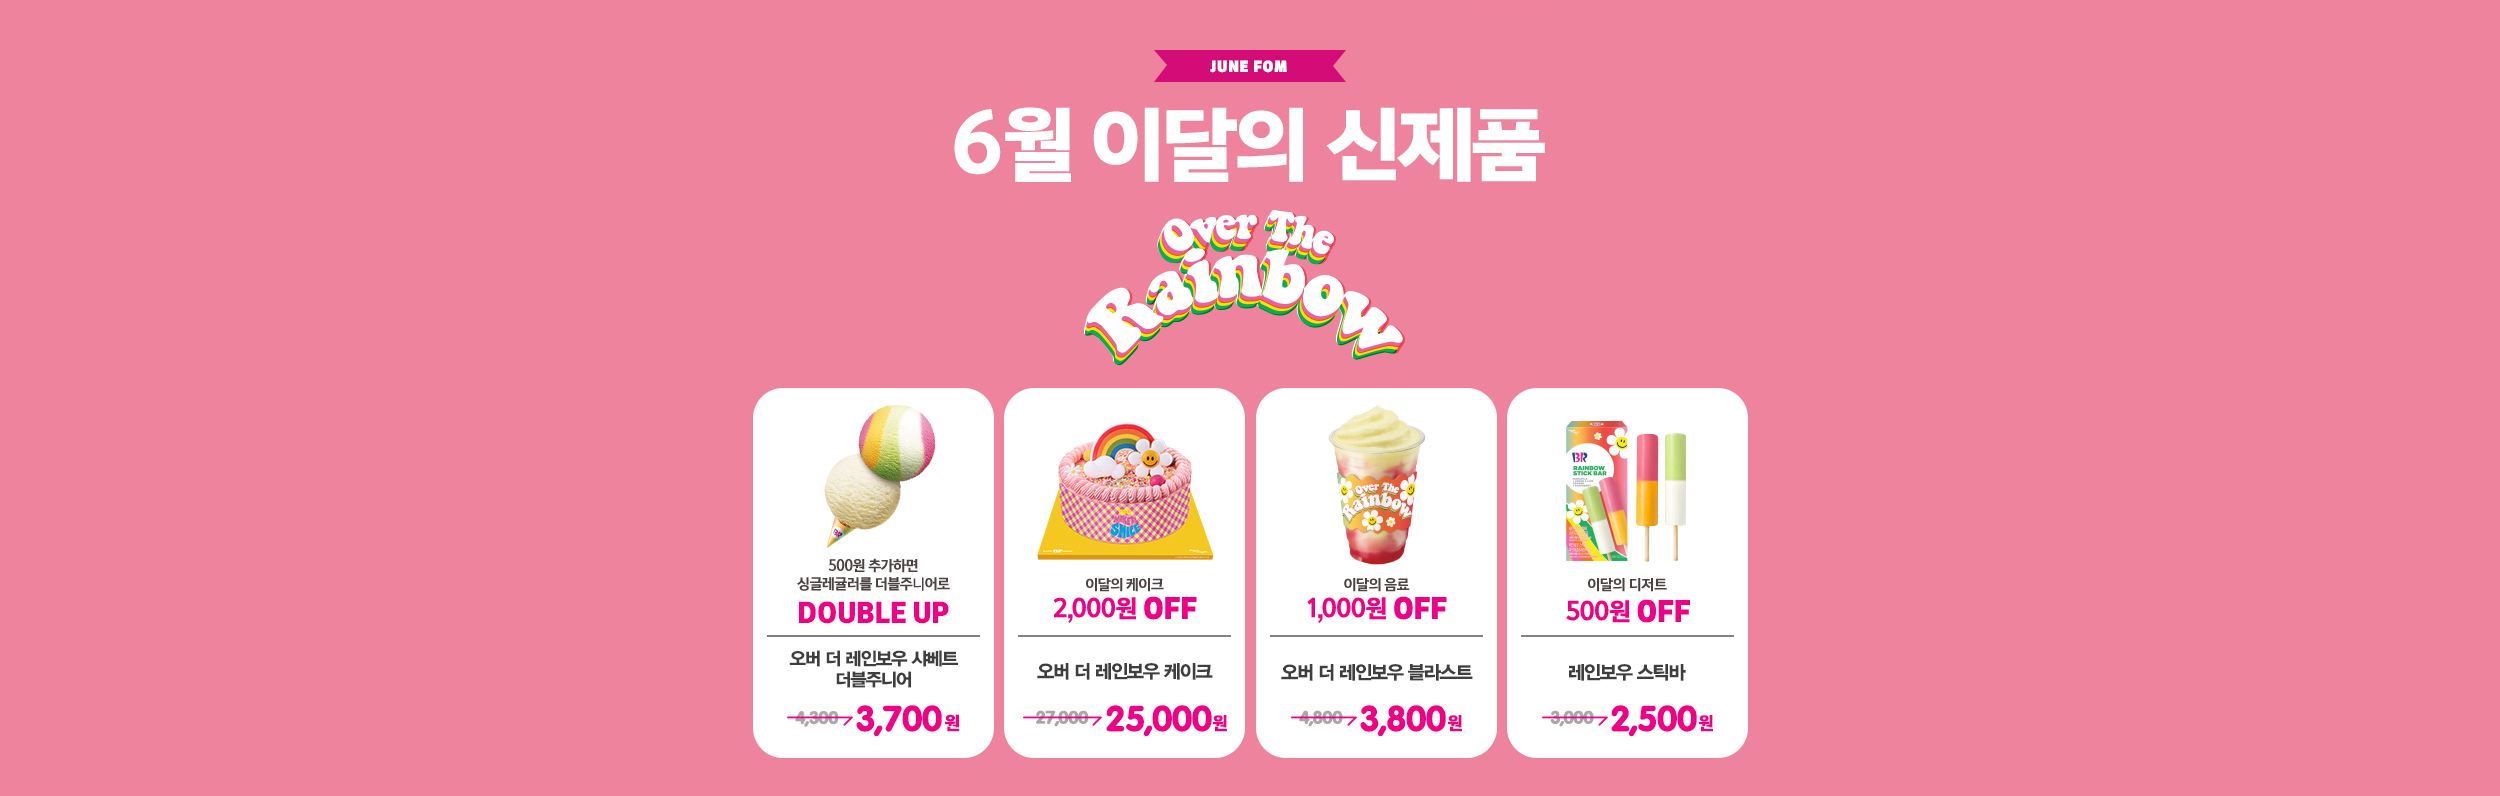 JUNE FOM
6월 이달의 신제품
Over The
Rainbow
500원 추가하면
싱글레귤러를 더블주니어로
DOUBLE UP
오버 더 레인보우 샤베트
더블주니어
4,300 3,700원
이달의 케이크
2,000원 OFF
오버 더 레인보우 케이크
27,000 25,000원
Over The
Rainbow
이달의 음료
1,000원 OFF
오버 더 레인보우 블라스트
4,800 3,800원
BR
RAINBOW
STICK BAR
이달의 디저트
500원 OFF
레인보우 스틱바
3,000 2,500원